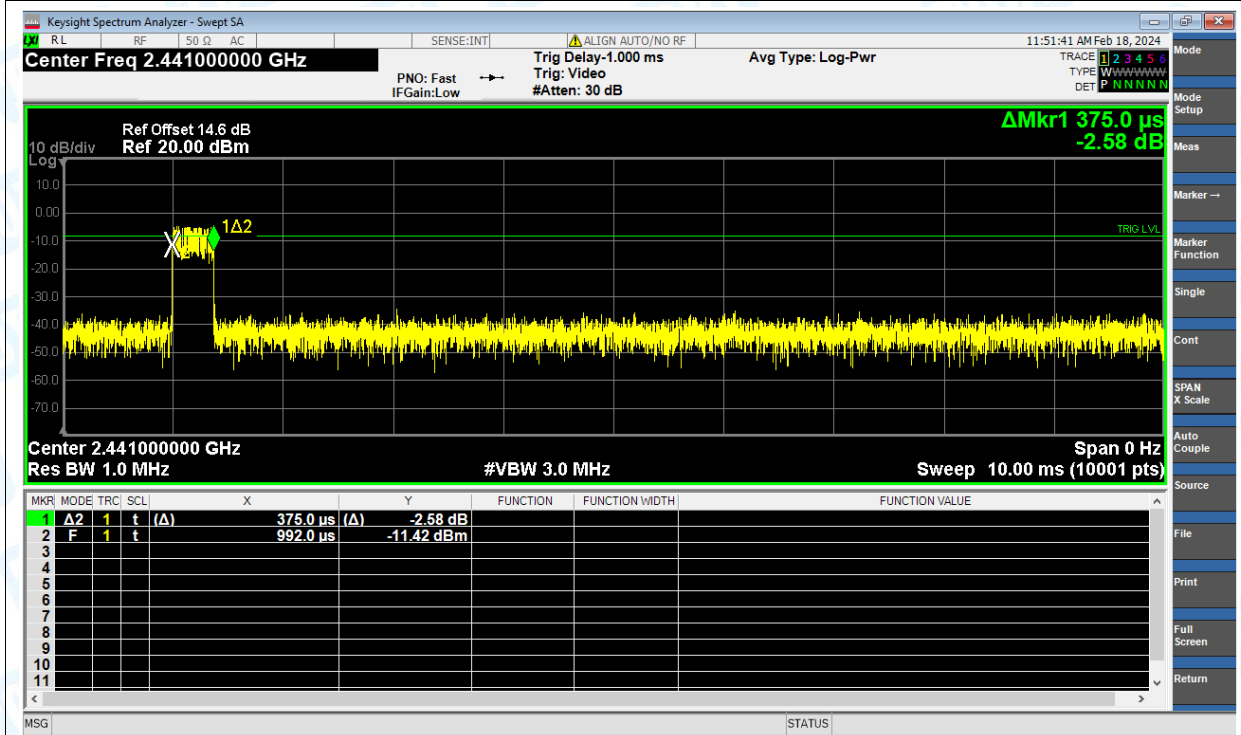 Keysight Spectrum Analyzer - Swept SA
LXI RL RF 50 Ω AC SENSE:INT ALIGN AUTO/NO RF 11:51:41 AM Feb 18, 2024
Center Freq 2.441000000 GHz
PNO: Fast
IFGain:Low
Trig Delay-1.000 ms
Trig: Video
#Atten: 30 dB
Avg Type: Log-Pwr
TRACE 1 2 3 4 5 6
TYPE WWWWWWW
DET P N N N N N
ΔMkr1 375.0 µs
-2.58 dB
Ref Offset 14.6 dB
10 dB/div Ref 20.00 dBm
Log
10.0
0.00
-10.0
-20.0
-30.0
-40.0
-50.0
-60.0
-70.0
1Δ2
TRIG LVL
Center 2.441000000 GHz Span 0 Hz
Res BW 1.0 MHz #VBW 3.0 MHz Sweep 10.00 ms (10001 pts)
MKR MODE TRC SCL X Y FUNCTION FUNCTION WIDTH FUNCTION VALUE
1 Δ2 1 t (Δ) 375.0 µs (Δ) -2.58 dB
2 F 1 t 992.0 µs -11.42 dBm
3
4
5
6
7
8
9
10
11
MSG STATUS
Mode
Mode Setup
Meas
Marker →
Marker Function
Single
Cont
SPAN X Scale
Auto Couple
Source
File
Print
Full Screen
Return